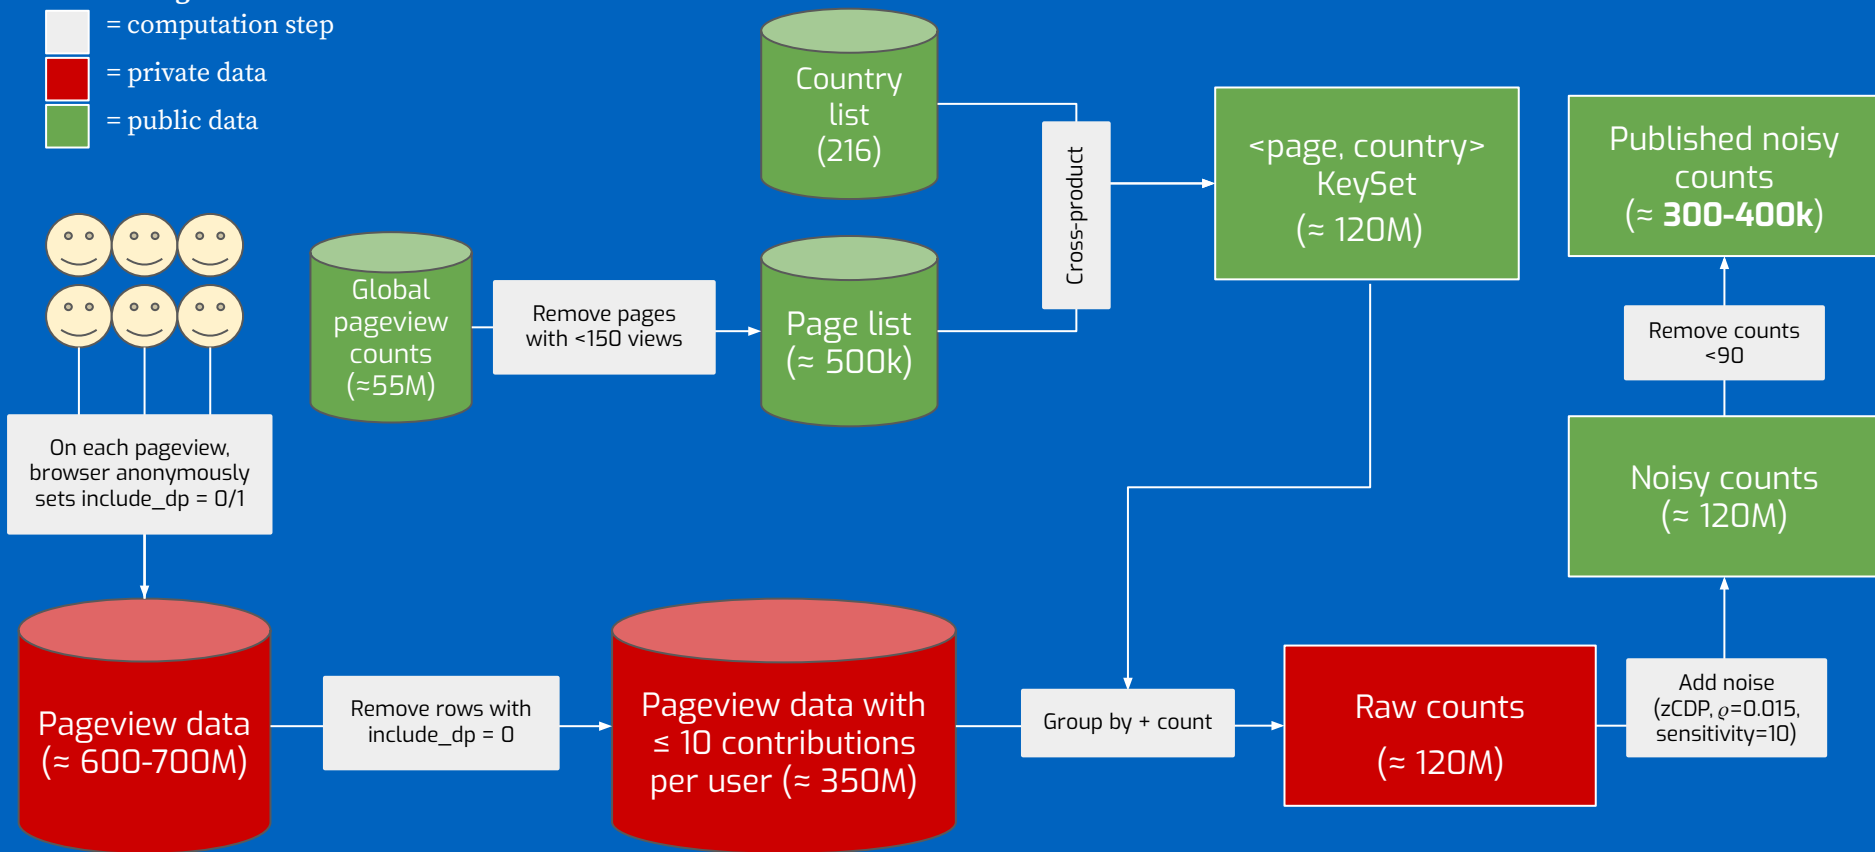 = computation step
= private data
= public data
Country
list
(216)
Global
pageview
counts
(≈55M)
Remove pages
with <150 views
Page list
(≈ 500k)
Cross-product
<page, country>
KeySet
(≈ 120M)
Published noisy
counts
(≈ 300-400k)
Remove counts
<90
Noisy counts
(≈ 120M)
On each pageview,
browser anonymously
sets include_dp = 0/1
Pageview data
(≈ 600-700M)
Remove rows with
include_dp = 0
Pageview data with
≤ 10 contributions
per user (≈ 350M)
Group by + count
Raw counts
(≈ 120M)
Add noise
(zCDP, ϱ=0.015,
sensitivity=10)